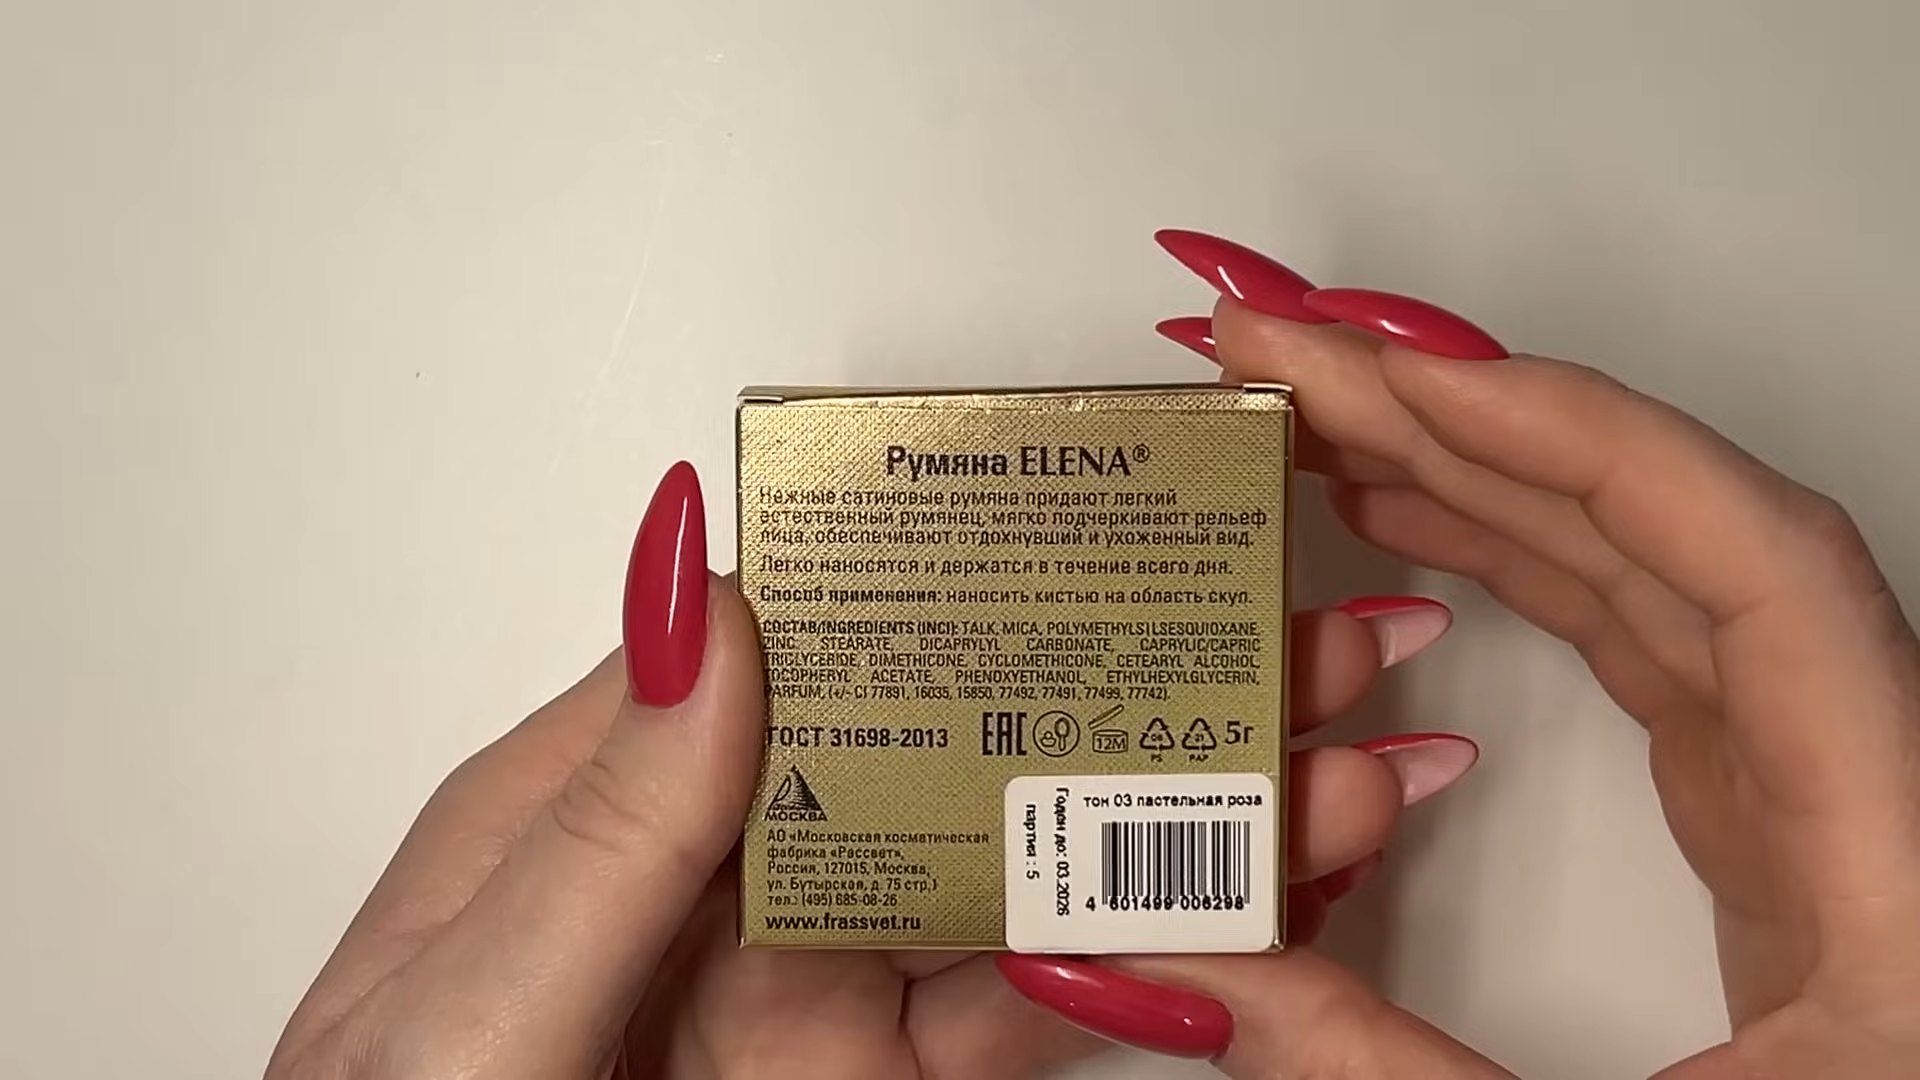 Румяна ELENA®
Нежные сатиновые румяна придают легкий
естественный румянец, мягко подчеркивают рельеф
лица, обеспечивают отдохнувший и ухоженный вид.
Легко наносятся и держатся в течение всего дня.
Способ применения: наносить кистью на область скул.
СОСТАВ/INGREDIENTS (INCI): TALK, MICA, POLYMETHYLSILSESQUIOXANE,
ZINC STEARATE, DICAPRYLYL CARBONATE, CAPRYLIC/CAPRIC
TRIGLYCERIDE, DIMETHICONE, CYCLOMETHICONE, CETEARYL ALCOHOL,
TOCOPHERYL ACETATE, PHENOXYETHANOL, ETHYLHEXYLGLYCERIN,
PARFUM, (+/- CI 77891, 16035, 15850, 77492, 77491, 77499, 77742).
ГОСТ 31698-2013
EAC
12M
PS
21
PAP
5г
МОСКВА
АО «Московская косметическая
фабрика «Рассвет»,
Россия, 127015, Москва,
ул. Бутырская, д. 75 стр.1
тел.: (495) 685-08-26
www.frassvet.ru
тон 03 пастельная роза
Годен до: 03.2026
партия : 5
4 601499 006298